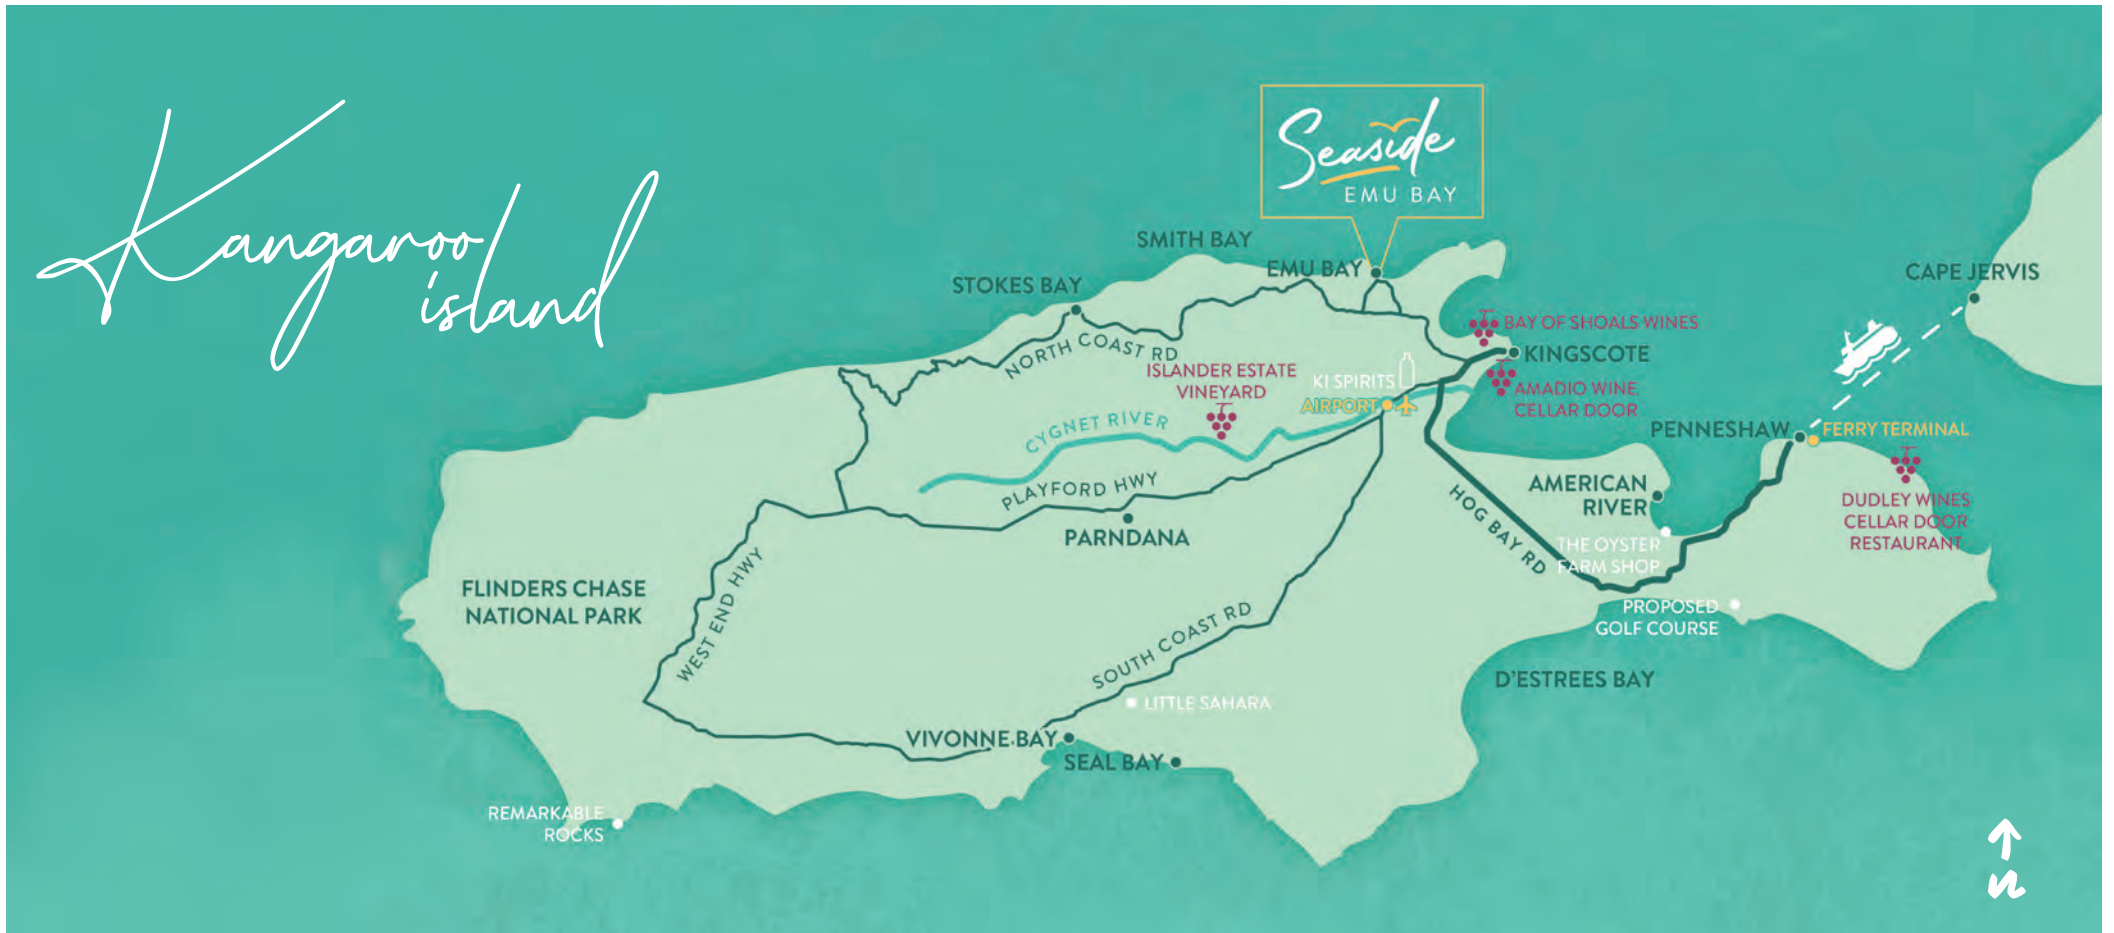 Kangaroo
island
Seaside
EMU BAY
SMITH BAY
EMU BAY
STOKES BAY
CAPE JERVIS
NORTH COAST RD
BAY OF SHOALS WINES
KINGSCOTE
ISLANDER ESTATE
VINEYARD
KI SPIRITS
AIRPORT
AMADIO WINE
CELLAR DOOR
CYGNET RIVER
PENNESHAW
FERRY TERMINAL
PLAYFORD HWY
PARNDANA
HOG BAY RD
AMERICAN
RIVER
DUDLEY WINES
CELLAR DOOR
RESTAURANT
THE OYSTER
FARM SHOP
FLINDERS CHASE
NATIONAL PARK
WEST END HWY
PROPOSED
GOLF COURSE
SOUTH COAST RD
D'ESTREES BAY
LITTLE SAHARA
VIVONNE BAY
SEAL BAY
REMARKABLE
ROCKS
n